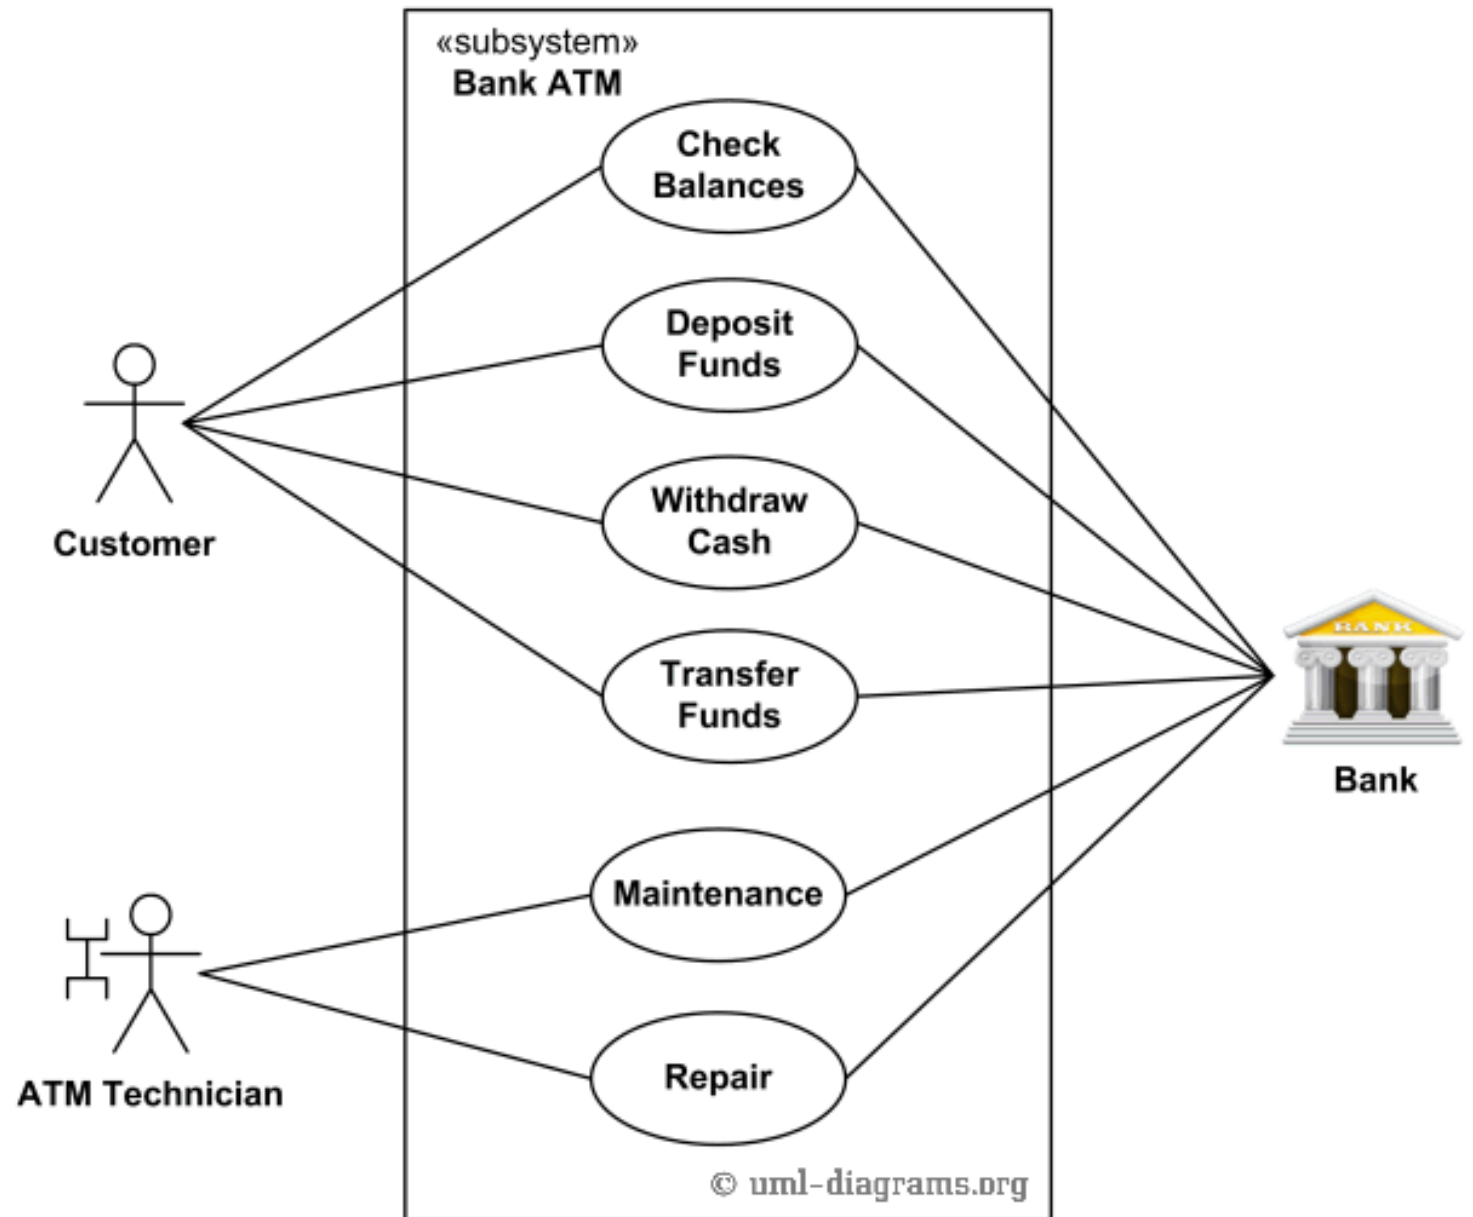 «subsystem»
Bank ATM
Check
Balances
Deposit
Funds
Withdraw
Cash
Transfer
Funds
Maintenance
Repair
Customer
ATM Technician
BANK
Bank
© uml-diagrams.org